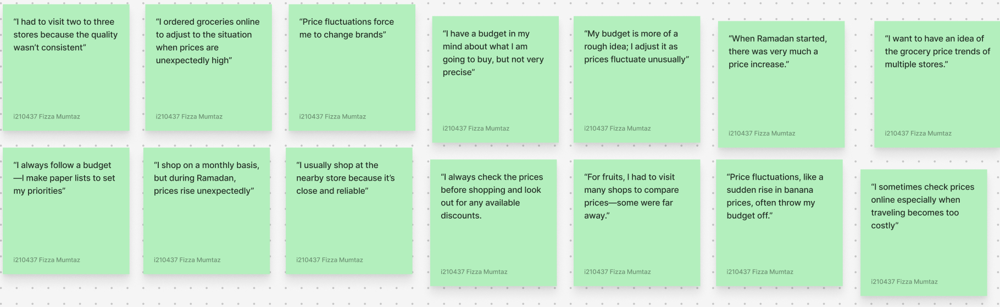 “I had to visit two to three
stores because the quality
wasn’t consistent”
i210437 Fizza Mumtaz
“I ordered groceries online
to adjust to the situation
when prices are
unexpectedly high”
i210437 Fizza Mumtaz
“Price fluctuations force
me to change brands”
i210437 Fizza Mumtaz
“I have a budget in my
mind about what I am
going to buy, but not very
precise”
i210437 Fizza Mumtaz
“My budget is more of a
rough idea; I adjust it as
prices fluctuate unusually”
i210437 Fizza Mumtaz
“When Ramadan started,
there was very much a
price increase.”
i210437 Fizza Mumtaz
“I want to have an idea of
the grocery price trends of
multiple stores.”
i210437 Fizza Mumtaz
“I always follow a budget
—I make paper lists to set
my priorities”
i210437 Fizza Mumtaz
“I shop on a monthly basis,
but during Ramadan,
prices rise unexpectedly”
i210437 Fizza Mumtaz
“I usually shop at the
nearby store because it’s
close and reliable”
i210437 Fizza Mumtaz
“I always check the prices
before shopping and look
out for any available
discounts.
i210437 Fizza Mumtaz
“For fruits, I had to visit
many shops to compare
prices—some were far
away.”
i210437 Fizza Mumtaz
“Price fluctuations, like a
sudden rise in banana
prices, often throw my
budget off.”
i210437 Fizza Mumtaz
“I sometimes check prices
online especially when
traveling becomes too
costly”
i210437 Fizza Mumtaz